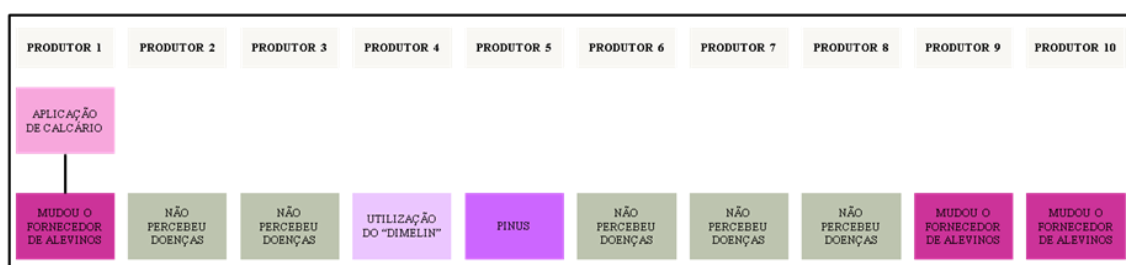 PRODUTOR 1
PRODUTOR 2
PRODUTOR 3
PRODUTOR 4
PRODUTOR 5
PRODUTOR 6
PRODUTOR 7
PRODUTOR 8
PRODUTOR 9
PRODUTOR 10
APLICAÇÃO
DE CALCÁRIO
MUDOU O
FORNECEDOR
DE ALEVINOS
NÃO
PERCEBEU
DOENÇAS
NÃO
PERCEBEU
DOENÇAS
UTILIZAÇÃO
DO “DIMELIN”
PINUS
NÃO
PERCEBEU
DOENÇAS
NÃO
PERCEBEU
DOENÇAS
NÃO
PERCEBEU
DOENÇAS
MUDOU O
FORNECEDOR
DE ALEVINOS
MUDOU O
FORNECEDOR
DE ALEVINOS